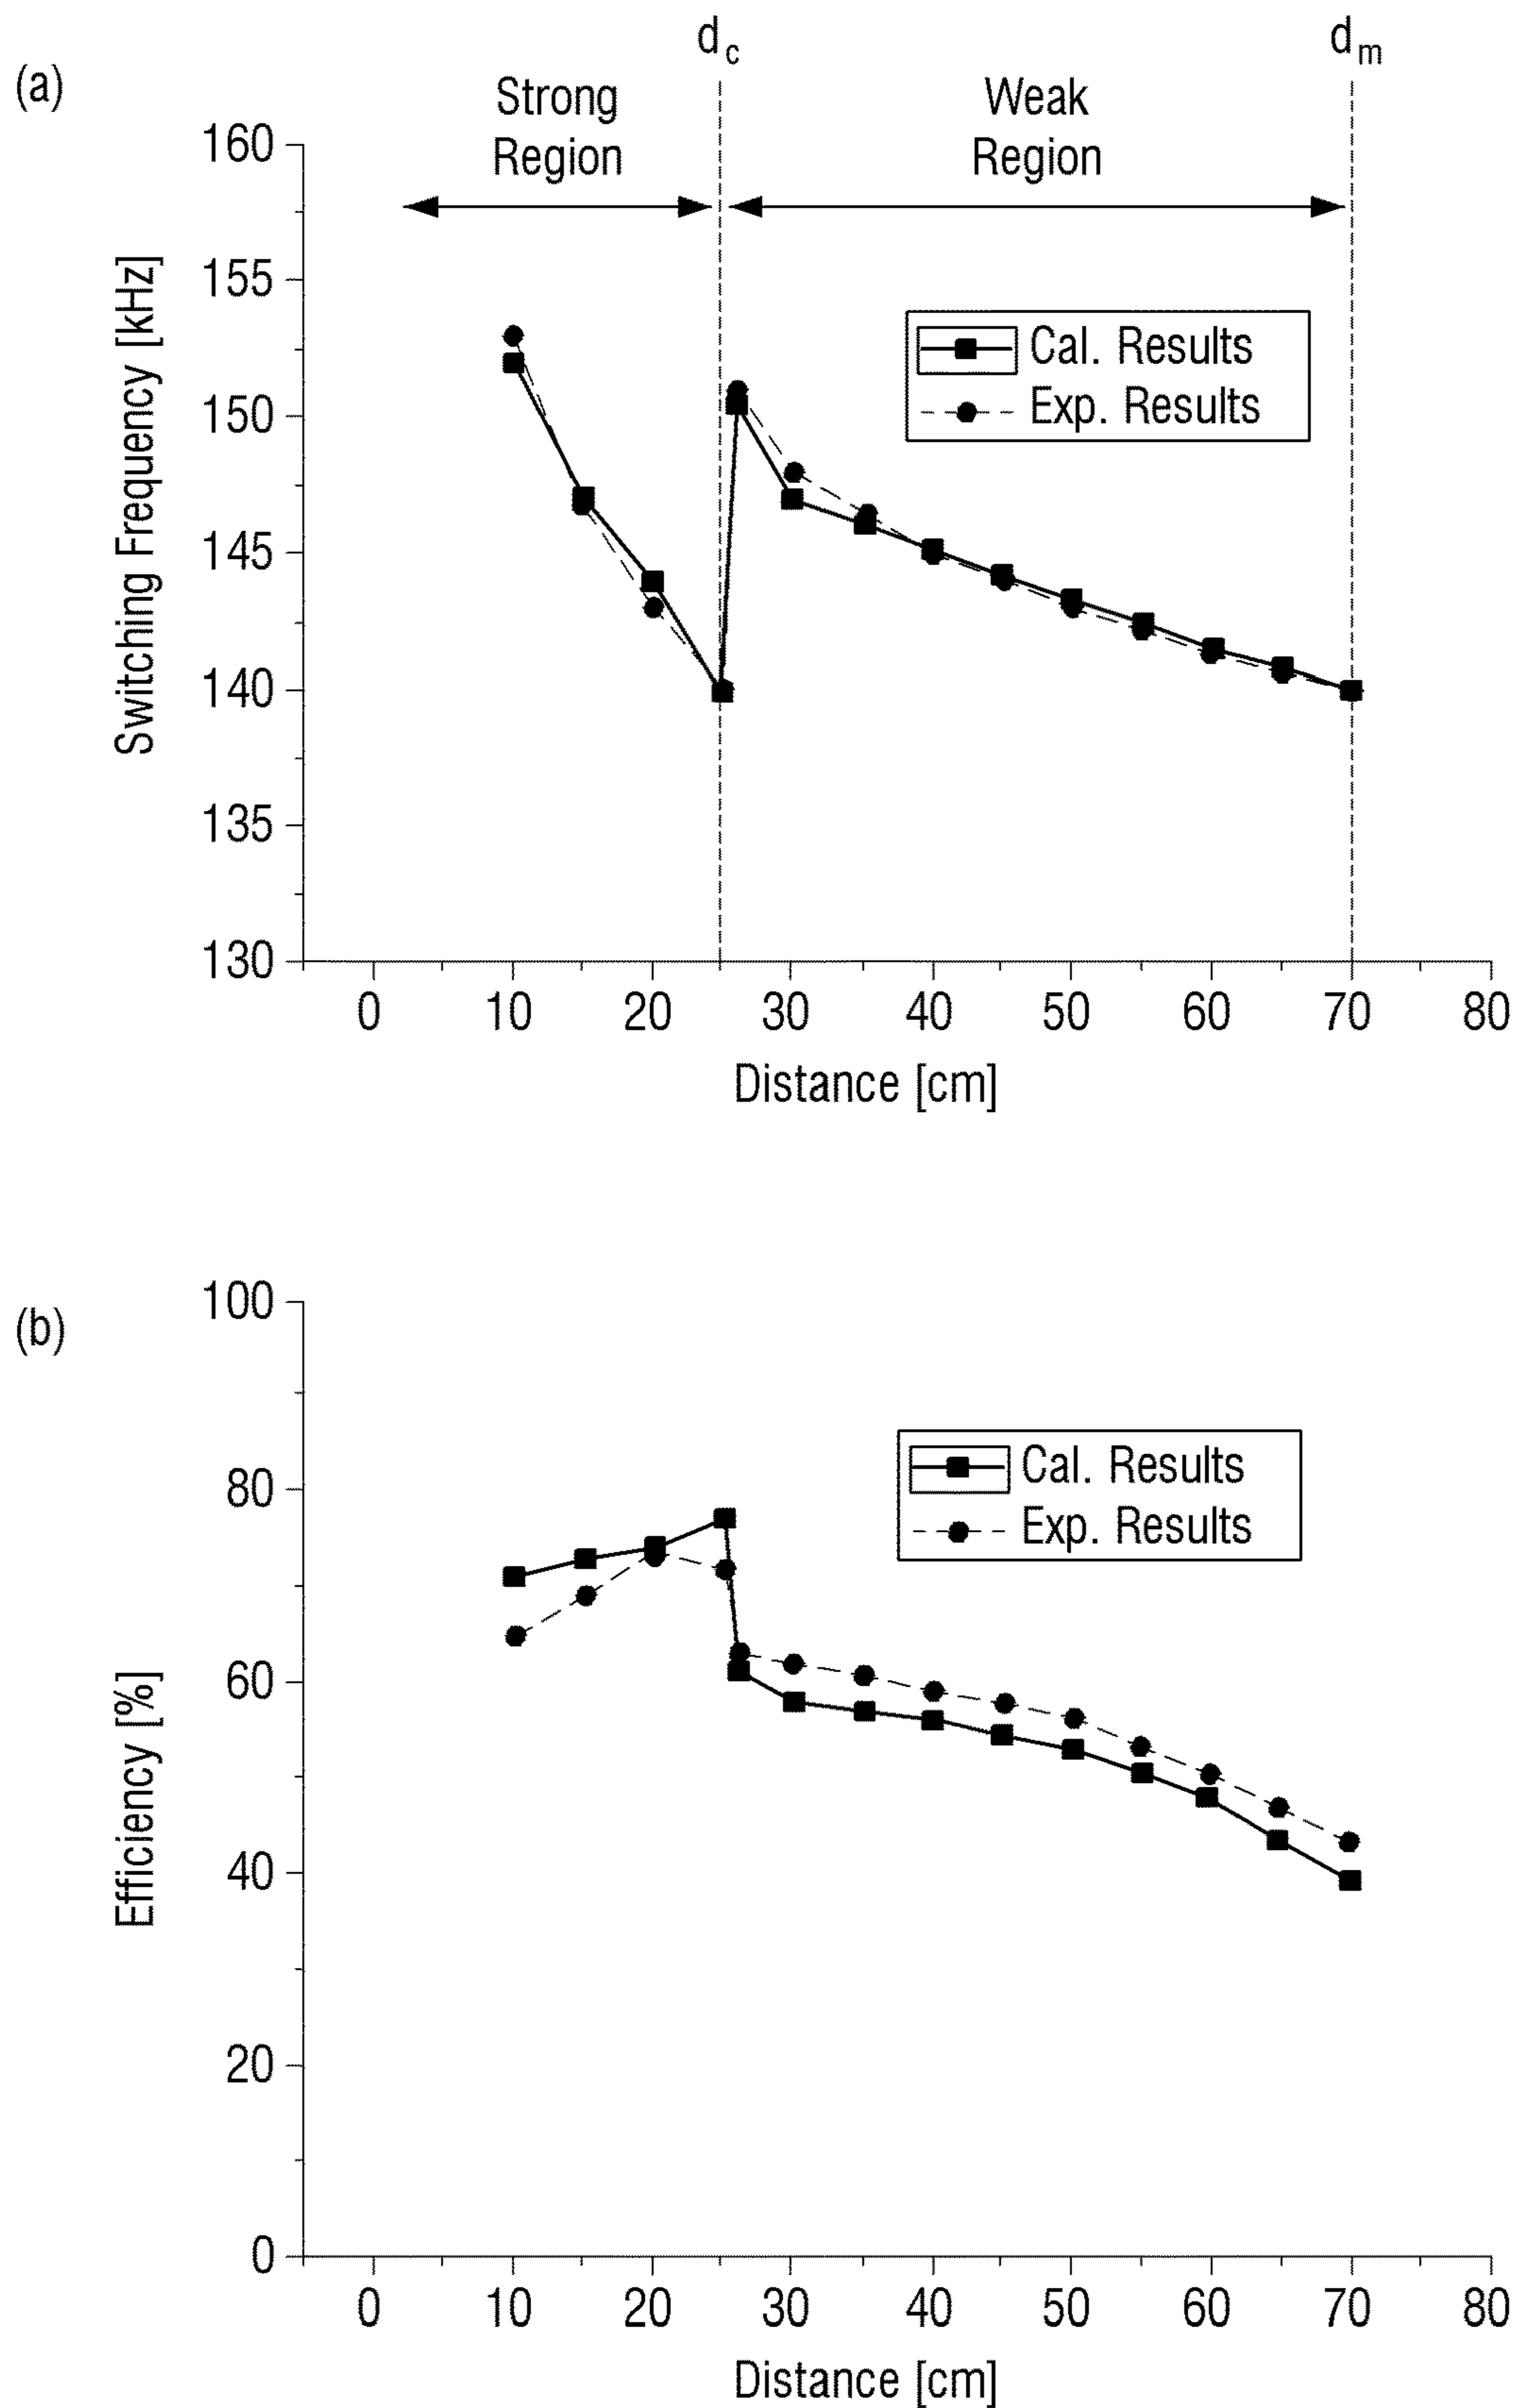 (a)
d c
d m
Strong
Region
Weak
Region
Switching Frequency [kHz]
160
155
150
145
140
135
130
Cal. Results
Exp. Results
0 10 20 30 40 50 60 70 80
Distance [cm]
(b)
Efficiency [%]
100
80
60
40
20
0
Cal. Results
Exp. Results
0 10 20 30 40 50 60 70 80
Distance [cm]